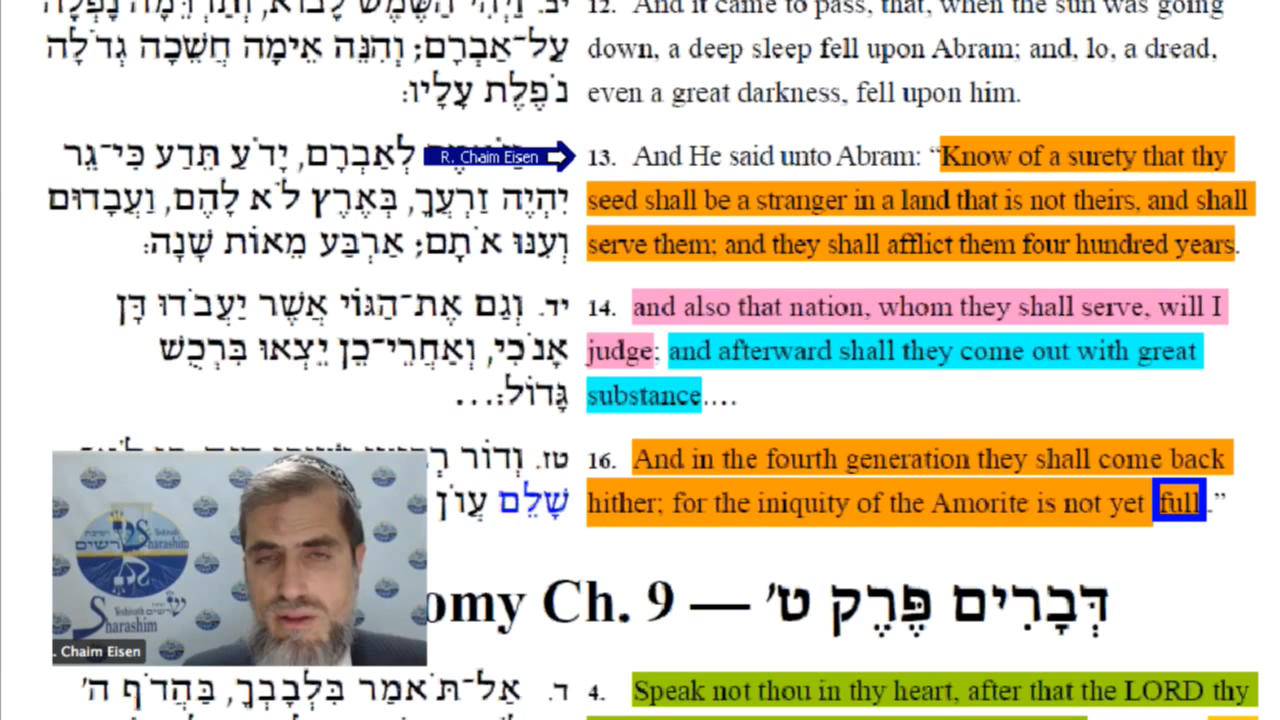 יב. וַיְהִי הַשֶּׁמֶשׁ לָבוֹא, וְתַרְדֵּמָה נָפְלָה
עַל־אַבְרָם; וְהִנֵּה אֵימָה חֲשֵׁכָה גְדֹלָה
נֹפֶלֶת עָלָיו:
12. And it came to pass, that, when the sun was going
down, a deep sleep fell upon Abram; and, lo, a dread,
even a great darkness, fell upon him.
לְאַבְרָם, יָדֹעַ תֵּדַע כִּי־גֵר
יִהְיֶה זַרְעֲךָ, בְּאֶרֶץ לֹא לָהֶם, וַעֲבָדוּם
וְעִנּוּ אֹתָם; אַרְבַּע מֵאוֹת שָׁנָה:
R. Chaim Eisen
13. And He said unto Abram: “Know of a surety that thy
seed shall be a stranger in a land that is not theirs, and shall
serve them; and they shall afflict them four hundred years.
יד. וְגַם אֶת־הַגּוֹי אֲשֶׁר יַעֲבֹדוּ דָּן
אָנֹכִי, וְאַחֲרֵי־כֵן יֵצְאוּ בִּרְכֻשׁ
גָּדוֹל:…
14. and also that nation, whom they shall serve, will I
judge; and afterward shall they come out with great
substance….
טז. וְדוֹר
שָׁלֵם עֲוֹן
16. And in the fourth generation they shall come back
hither; for the iniquity of the Amorite is not yet full.”
ישיבת שרשים
Yeshivath
Sharashim
. Chaim Eisen
omy Ch. 9 — דְּבָרִים פֶּרֶק ט׳
ד. אַל־תֹּאמַר בִּלְבָבְךָ, בַּהֲדֹף ה׳
4. Speak not thou in thy heart, after that the LORD thy